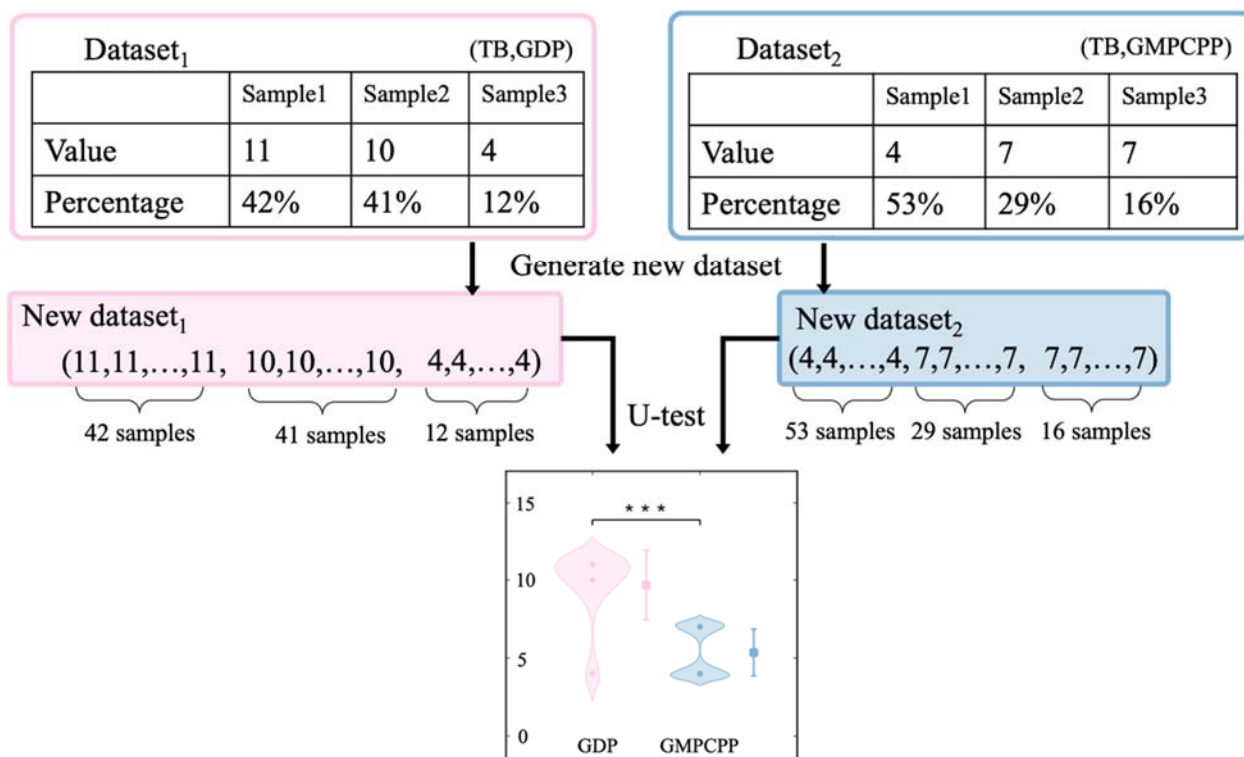 Dataset₁ (TB,GDP)
Sample1 Sample2 Sample3
Value 11 10 4
Percentage 42% 41% 12%
Dataset₂ (TB,GMPCPP)
Sample1 Sample2 Sample3
Value 4 7 7
Percentage 53% 29% 16%
Generate new dataset
New dataset₁
(11,11,…,11, 10,10,…,10, 4,4,…,4)
42 samples 41 samples 12 samples
New dataset₂
(4,4,…,4, 7,7,…,7, 7,7,…,7)
53 samples 29 samples 16 samples
U-test
* * *
15
10
5
0
GDP GMPCPP